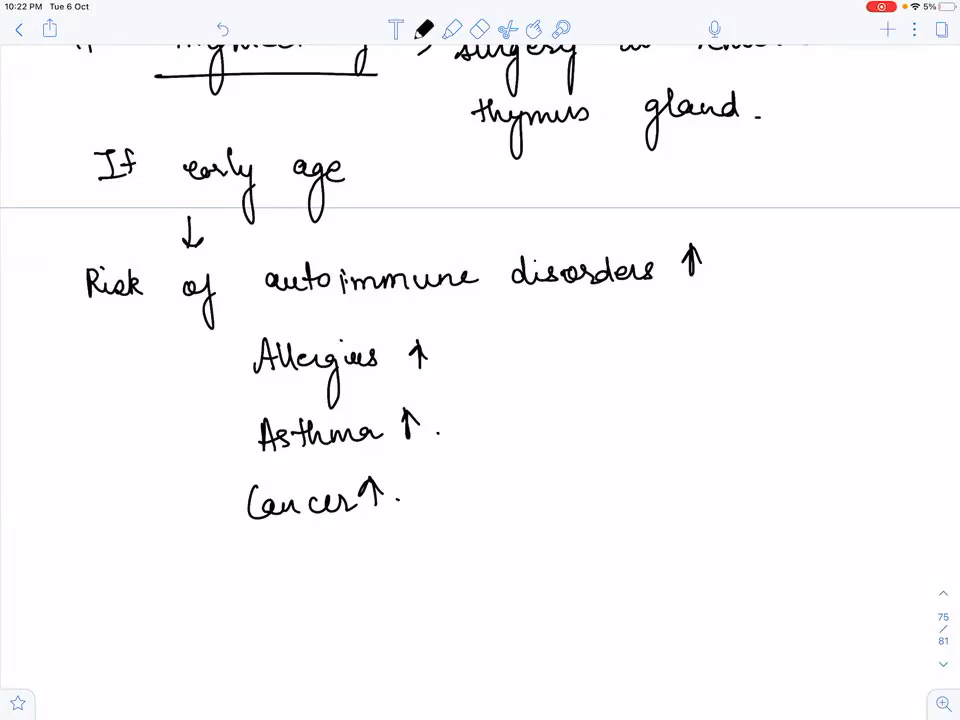 10:22 PM Tue 6 Oct 5%
surgery
thymus gland.
If early age
↓
Risk of autoimmune disorders ↑
Allergies ↑
Asthma ↑.
Cancer ↑.
75
/
81